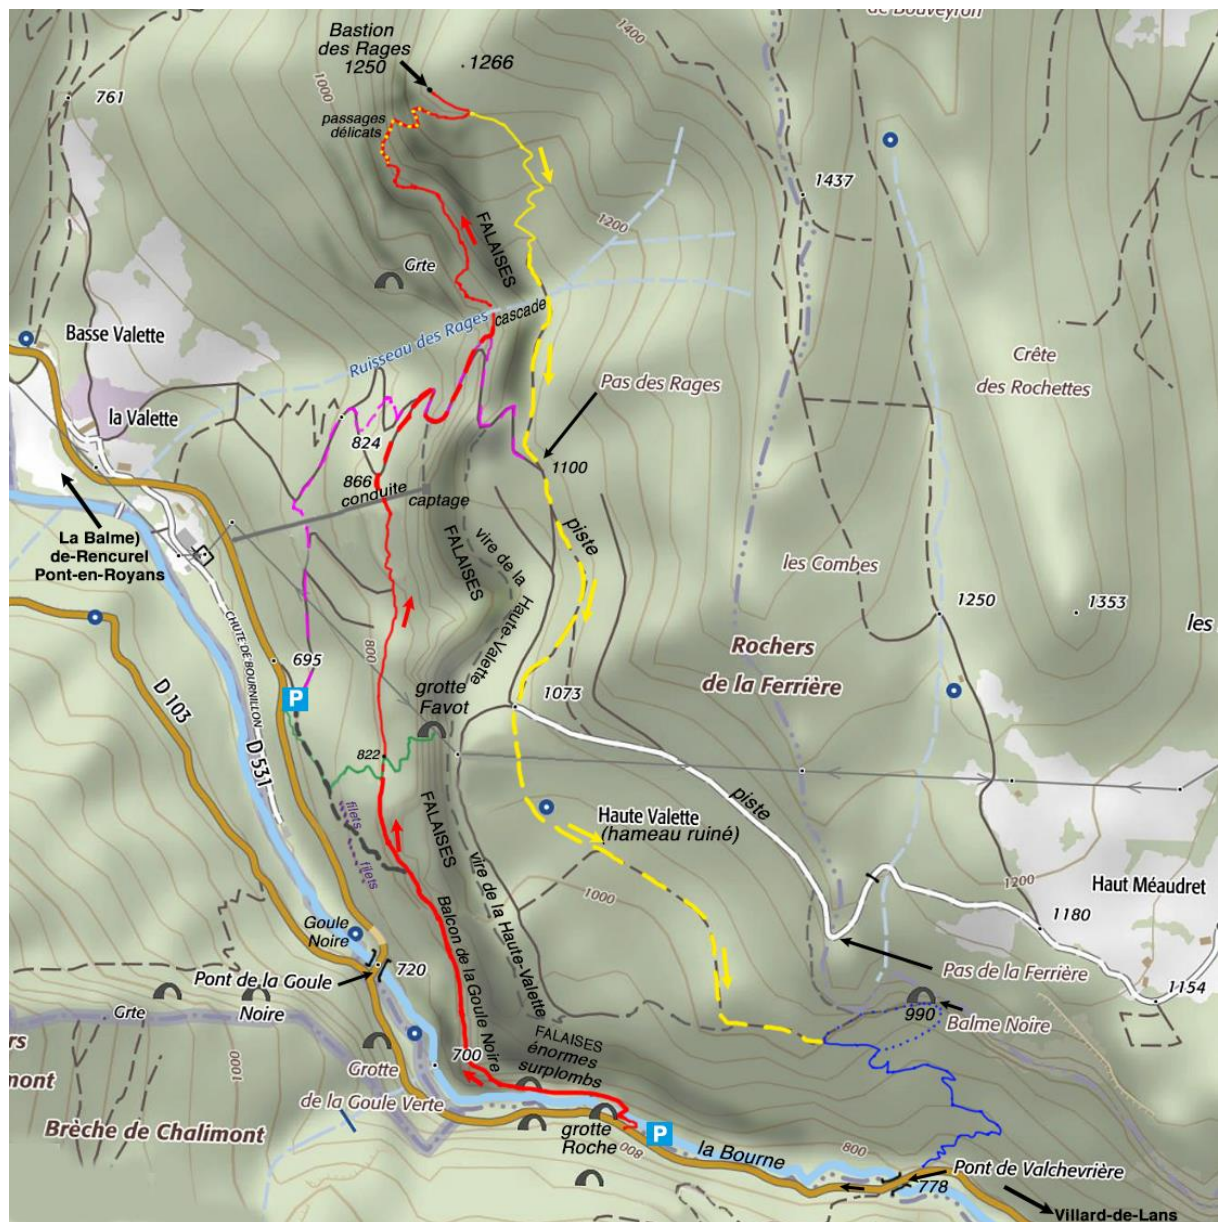 de Bouveyron
Bastion
des Rages
1250
1266
1400
1000
761
passages
délicats
1437
1200
FALAISES
Grte
cascade
Ruisseau des Rages
Basse Valette
Crête
des Rochettes
Pas des Rages
la Valette
824
1100
866
conduite
captage
piste
La Balme)
de-Rencurel
Pont-en-Royans
FALAISES
vire de la
Haute-Valette
les Combes
1250
1353
les
CHUTE DE BOURNILLON
800
Rochers
de la Ferrière
695
P
grotte
Favot
1073
D 103
D 531
822
piste
filets
filets
FALAISES
Haute Valette
(hameau ruiné)
vire de la Haute-Valette
1000
1200
Haut Méaudret
1180
Balcon de la Goule Noire
Goule
Noire
720
Pont de la Goule
Noire
Pas de la Ferrière
1154
Grte
990
Balme Noire
ers
mont
1000
700
FALAISES
énormes
surplombs
Grotte
de la Goule Verte
Brèche de Chalimont
grotte
Roche
P
800
la Bourne
800
Pont de Valchevrière
778
Villard-de-Lans